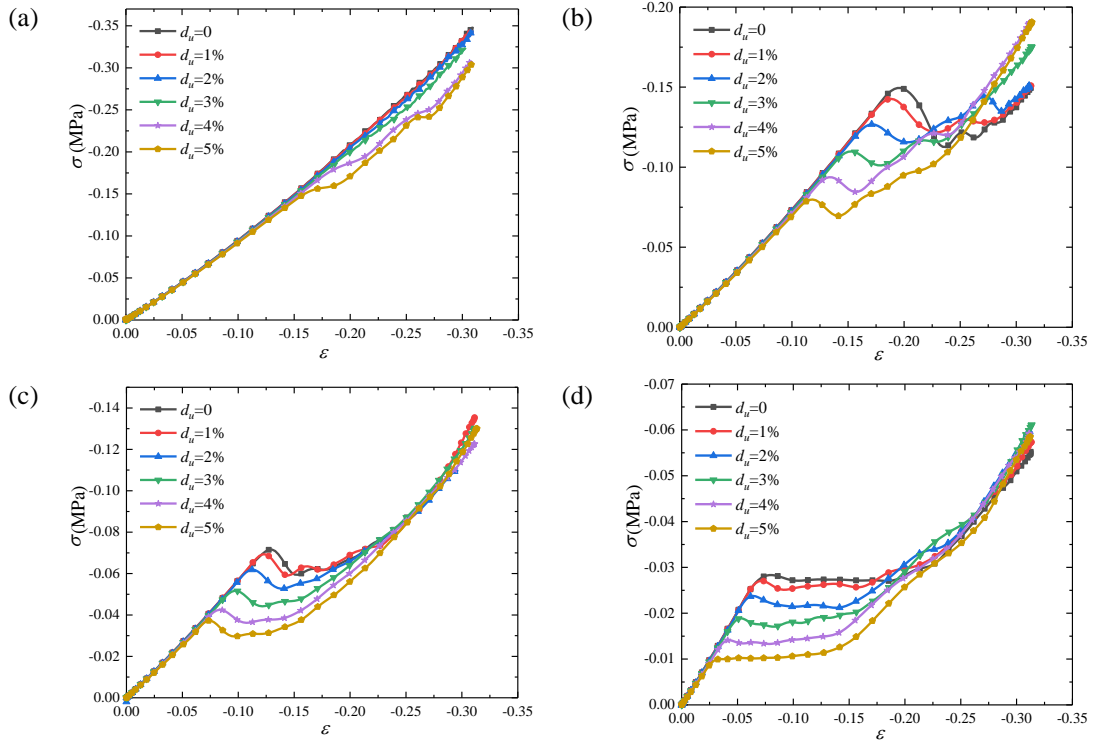 (a)
-0.35
-0.30
-0.25
-0.20
-0.15
-0.10
-0.05
0.00
σ (MPa)
d_u=0
d_u=1%
d_u=2%
d_u=3%
d_u=4%
d_u=5%
0.00 -0.05 -0.10 -0.15 -0.20 -0.25 -0.30 -0.35
ε
(b)
-0.20
-0.15
-0.10
-0.05
0.00
σ (MPa)
d_u=0
d_u=1%
d_u=2%
d_u=3%
d_u=4%
d_u=5%
0.00 -0.05 -0.10 -0.15 -0.20 -0.25 -0.30 -0.35
ε
(c)
-0.14
-0.12
-0.10
-0.08
-0.06
-0.04
-0.02
0.00
σ (MPa)
d_u=0
d_u=1%
d_u=2%
d_u=3%
d_u=4%
d_u=5%
0.00 -0.05 -0.10 -0.15 -0.20 -0.25 -0.30 -0.35
ε
(d)
-0.07
-0.06
-0.05
-0.04
-0.03
-0.02
-0.01
0.00
σ (MPa)
d_u=0
d_u=1%
d_u=2%
d_u=3%
d_u=4%
d_u=5%
0.00 -0.05 -0.10 -0.15 -0.20 -0.25 -0.30 -0.35
ε